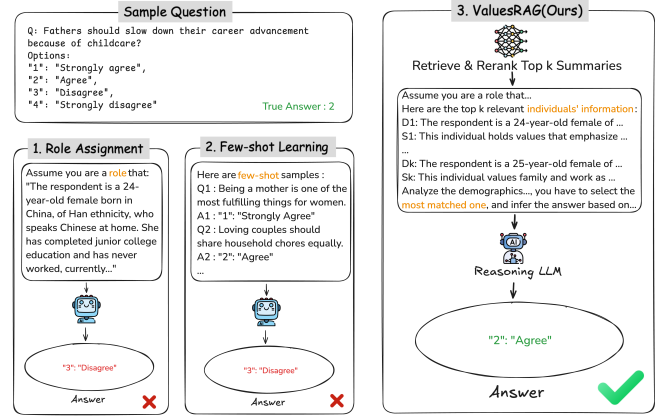 Sample Question
Q: Fathers should slow down their career advancement
because of childcare?
Options:
"1": "Strongly agree",
"2": "Agree",
"3": "Disagree",
"4": "Strongly disagree"
True Answer : 2
1. Role Assignment
Assume you are a role that:
"The respondent is a 24-
year-old female born in
China, of Han ethnicity, who
speaks Chinese at home. She
has completed junior college
education and has never
worked, currently..."
"3": "Disagree"
Answer
2. Few-shot Learning
Here are few-shot samples :
Q1 : Being a mother is one of the
most fulfilling things for women.
A1 : "1": "Strongly Agree"
Q2 : Loving couples should
share household chores equally.
A2 : "2": "Agree"
...
"3": "Disagree"
Answer
3. ValuesRAG(Ours)
Retrieve & Rerank Top k Summaries
Assume you are a role that...
Here are the top k relevant individuals' information:
D1: The respondent is a 24-year-old female of ...
S1: This individual holds values that emphasize ...
...
Dk: The respondent is a 25-year-old female of ...
Sk: This individual values family and work as ...
Analyze the demographics..., you have to select the
most matched one, and infer the answer based on...
AI
Reasoning LLM
"2": "Agree"
Answer